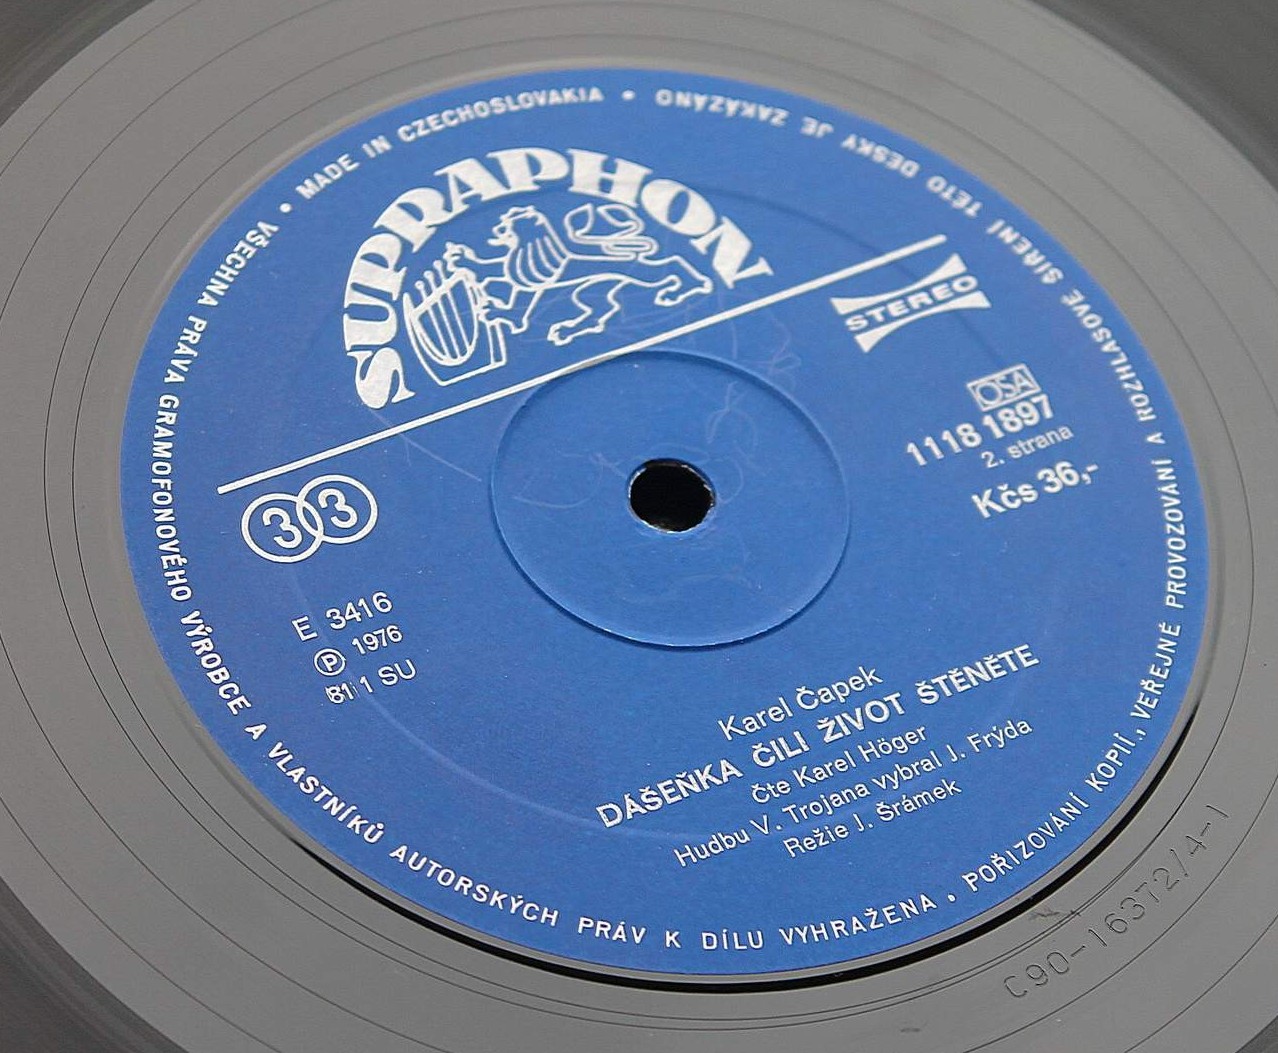 MADE IN CZECHOSLOVAKIA •
VŠECHNA PRÁVA GRAMOFONOVÉHO VÝROBCE A VLASTNÍKŮ AUTORSKÝCH PRÁV K DÍLU VYHRAŽENA • POŘIZOVÁNÍ KOPIÍ, VEŘEJNÉ PROVOZOVÁNÍ A ROZHLASOVÉ ŠÍŘENÍ TÉTO DESKY JE ZAKÁZÁNO •
SUPRAPHON
STEREO
OSA
1118 1897
2. strana
Kčs 36,-
33
E 3416
Ⓟ 1976
81 1 SU
Karel Čapek
DÁŠEŇKA ČILI ŽIVOT ŠTĚNĚTE
Čte Karel Höger
Hudbu V. Trojana vybral J. Frýda
Režie J. Šrámek
C90-16372/4-1